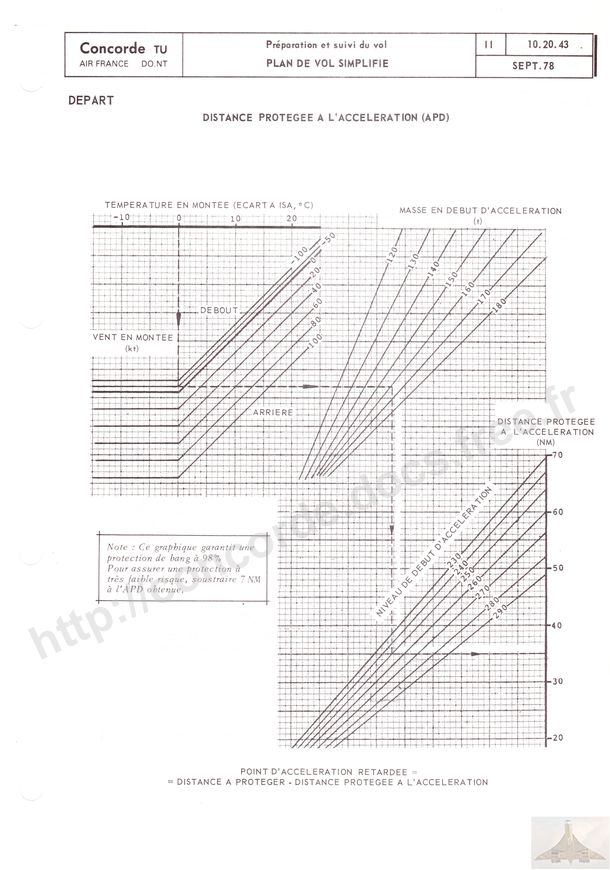 Concorde TU
AIR FRANCE DO.NT
Préparation et suivi du vol
PLAN DE VOL SIMPLIFIE
II
10.20.43 .
SEPT.78
DEPART
DISTANCE PROTEGEE A L'ACCELERATION (APD)
TEMPERATURE EN MONTEE (ECART A ISA, °C)
-10 0 10 20
MASSE EN DEBUT D'ACCELERATION
(t)
-100 -50
0
20
40
60
80
100
DEBOUT
VENT EN MONTEE
(kt)
ARRIERE
120 130 140 150 160 170 180
DISTANCE PROTEGEE
A L'ACCELERATION
(NM)
70
60
50
40
30
20
NIVEAU DE DEBUT D'ACCELERATION
230
240
250
260
270
280
290
Note : Ce graphique garantit une
protection de bang à 98%
Pour assurer une protection à
très faible risque, soustraire 7 NM
à l'APD obtenue.
http://concorde.docs.free.fr
POINT D'ACCELERATION RETARDEE =
= DISTANCE A PROTEGER - DISTANCE PROTEGEE A L'ACCELERATION